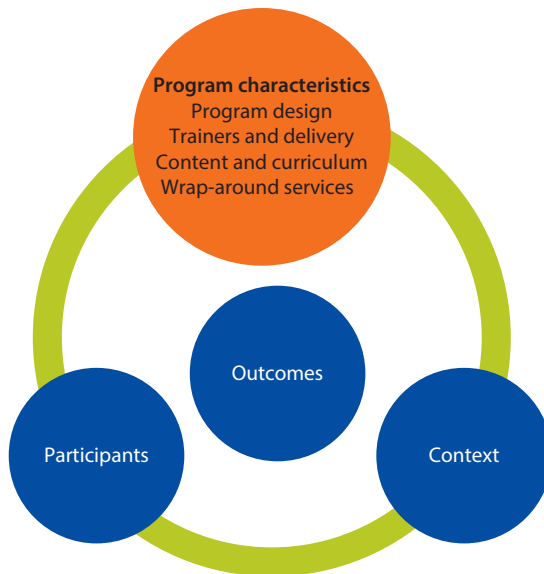 Program characteristics
Program design
Trainers and delivery
Content and curriculum
Wrap-around services
Outcomes
Participants
Context